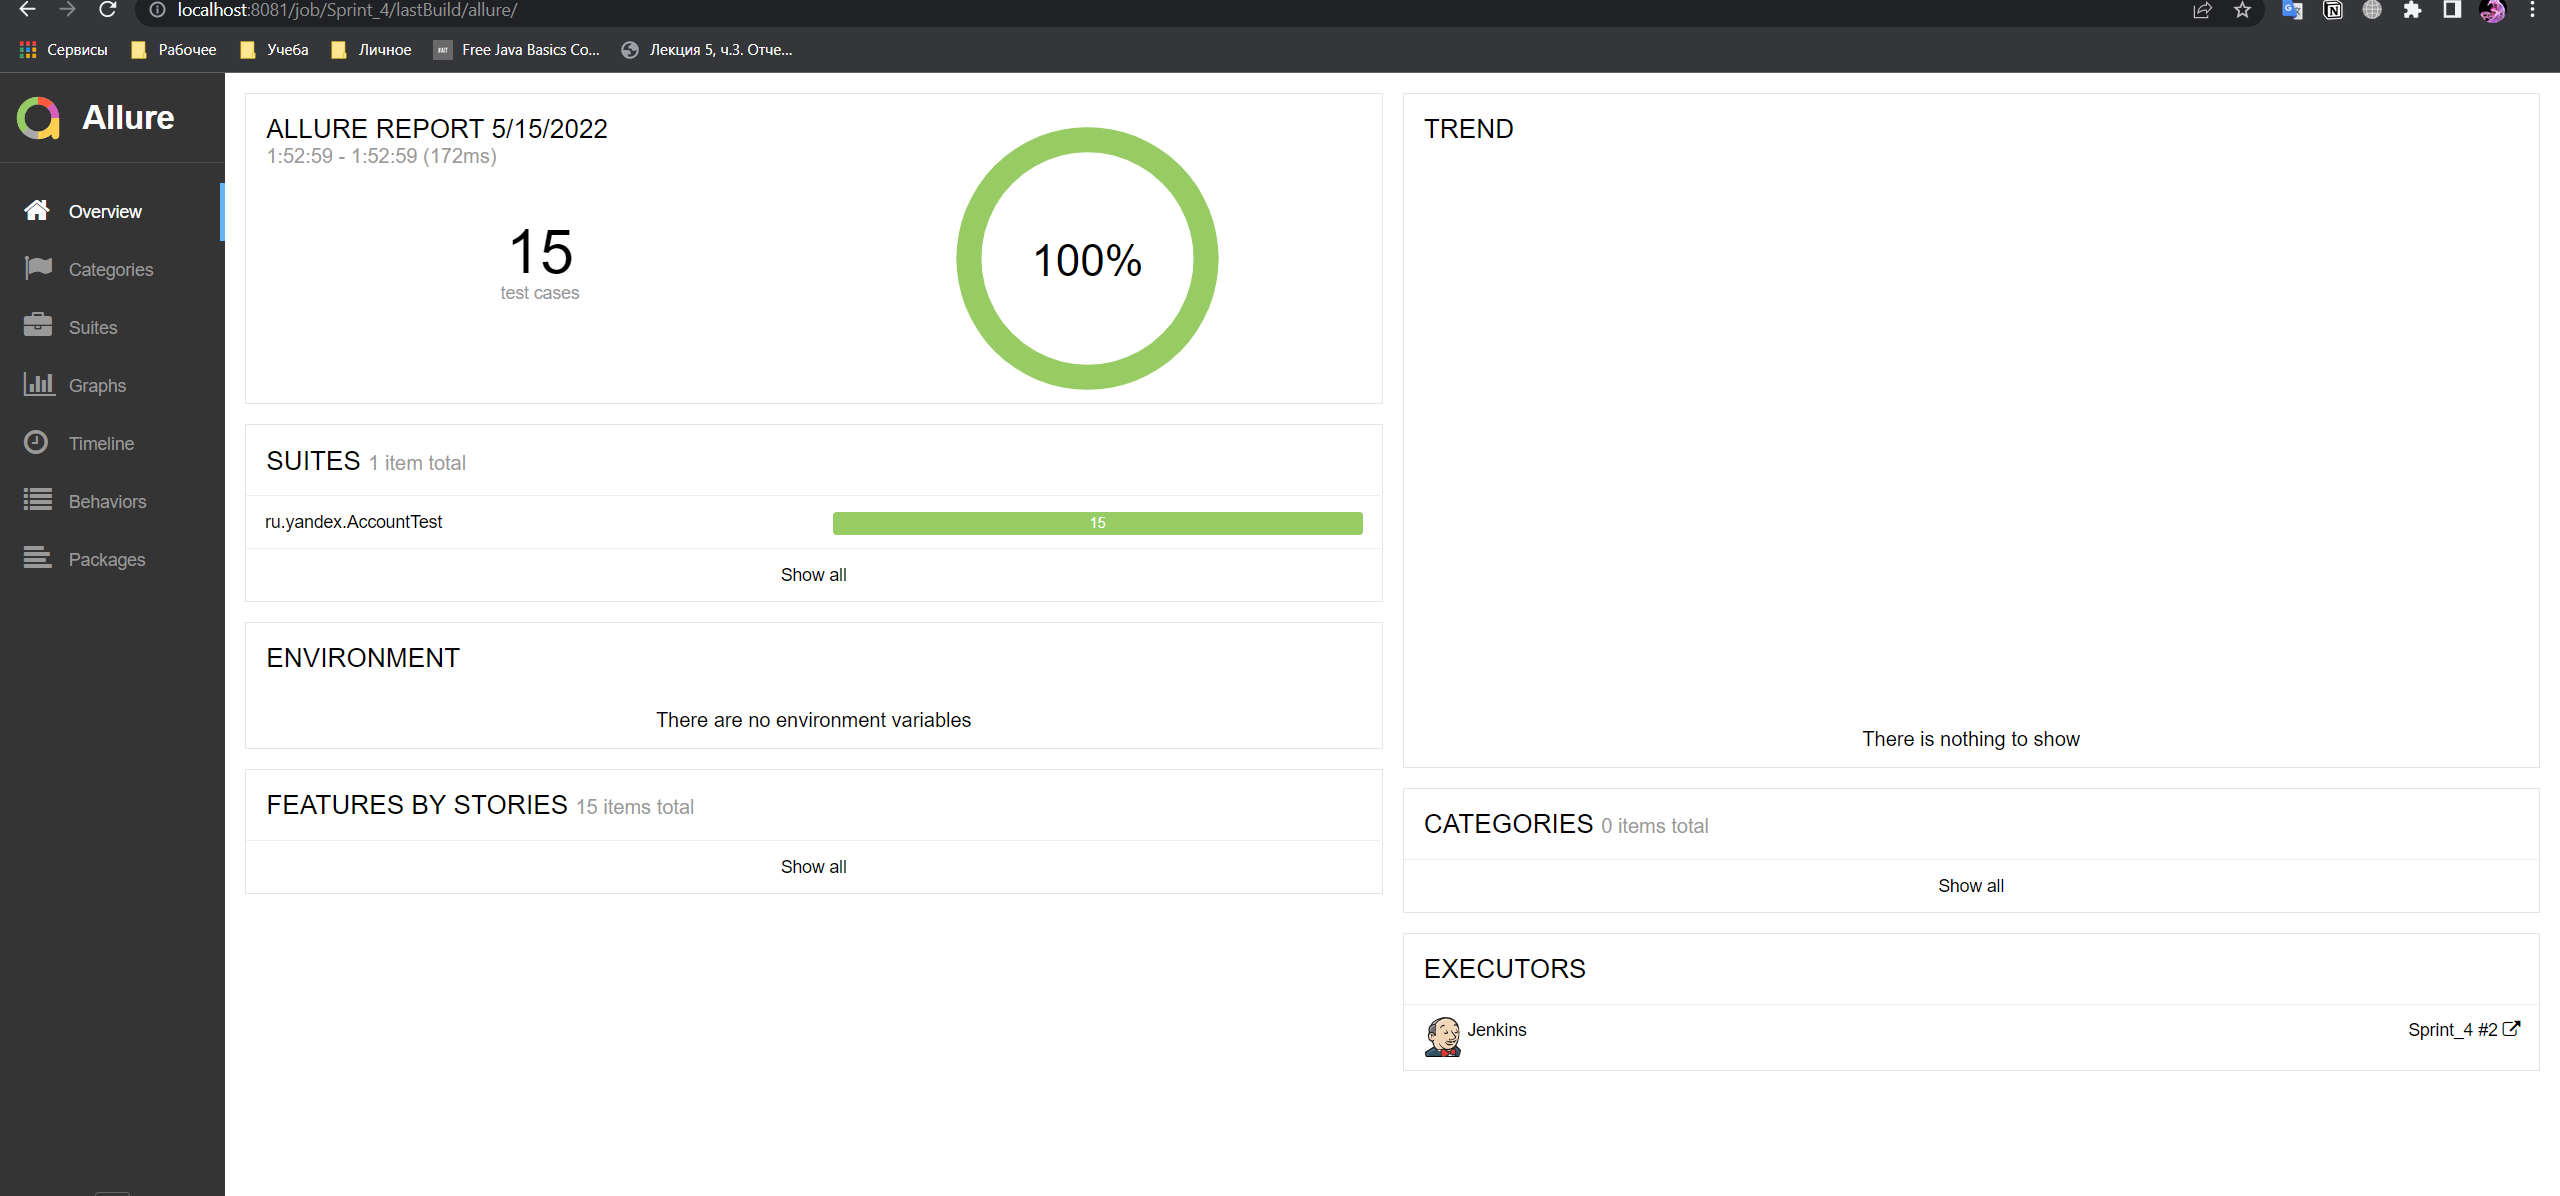 localhost:8081/job/Sprint_4/lastBuild/allure/
Сервисы Рабочее Учеба Личное Free Java Basics Co... Лекция 5, ч.3. Отче...
Allure
Overview
Categories
Suites
Graphs
Timeline
Behaviors
Packages
ALLURE REPORT 5/15/2022
1:52:59 - 1:52:59 (172ms)
15
test cases
100%
SUITES 1 item total
ru.yandex.AccountTest 15
Show all
ENVIRONMENT
There are no environment variables
FEATURES BY STORIES 15 items total
Show all
TREND
There is nothing to show
CATEGORIES 0 items total
Show all
EXECUTORS
Jenkins Sprint_4 #2